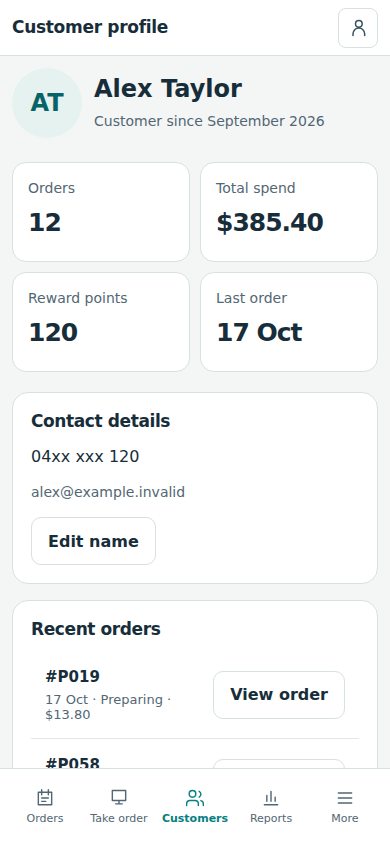 Customer profile
AT
Alex Taylor
Customer since September 2026
Orders
12
Total spend
$385.40
Reward points
120
Last order
17 Oct
Contact details
04xx xxx 120
alex@example.invalid
Edit name
Recent orders
#P019
17 Oct · Preparing ·
$13.80
View order
#P058
Orders
Take order
Customers
Reports
More